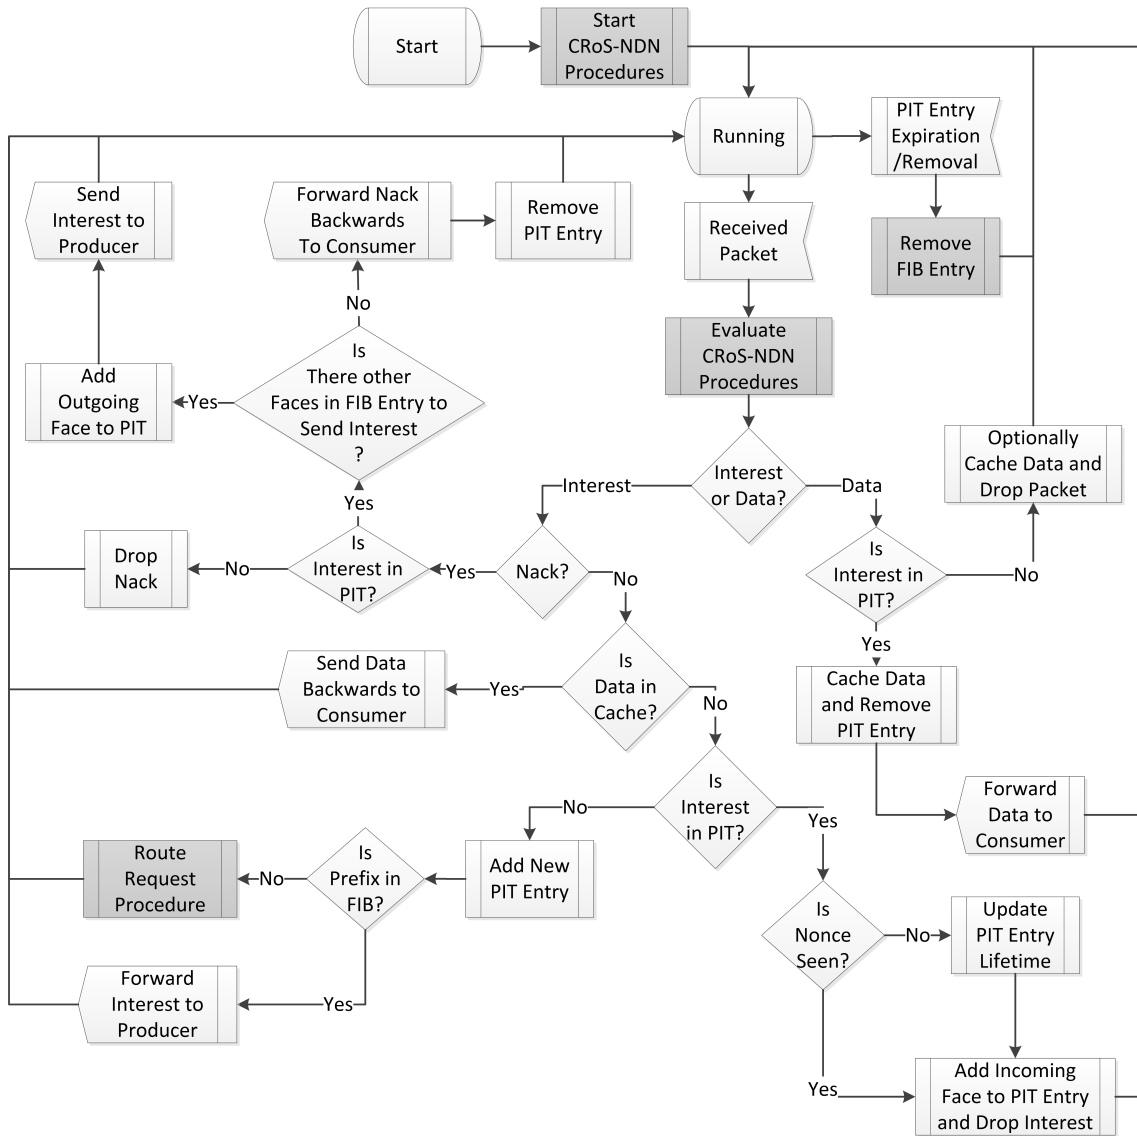 Start
Start
CRoS-NDN
Procedures
Running
PIT Entry
Expiration
/Removal
Send
Interest to
Producer
Forward Nack
Backwards
To Consumer
Remove
PIT Entry
Received
Packet
Remove
FIB Entry
No
Evaluate
CRoS-NDN
Procedures
Is
There other
Faces in FIB Entry to
Send Interest
?
Yes
Add
Outgoing
Face to PIT
Interest
or Data?
Interest
Data
Optionally
Cache Data and
Drop Packet
Yes
Drop
Nack
No
Is
Interest in
PIT?
Yes
Nack?
No
Is
Interest in
PIT?
No
Yes
Send Data
Backwards to
Consumer
Yes
Is
Data in
Cache?
No
Cache Data
and Remove
PIT Entry
Is
Interest
in PIT?
No
Yes
Forward
Data to
Consumer
Route
Request
Procedure
No
Is
Prefix in
FIB?
Add New
PIT Entry
Is
Nonce
Seen?
No
Update
PIT Entry
Lifetime
Forward
Interest to
Producer
Yes
Yes
Add Incoming
Face to PIT Entry
and Drop Interest